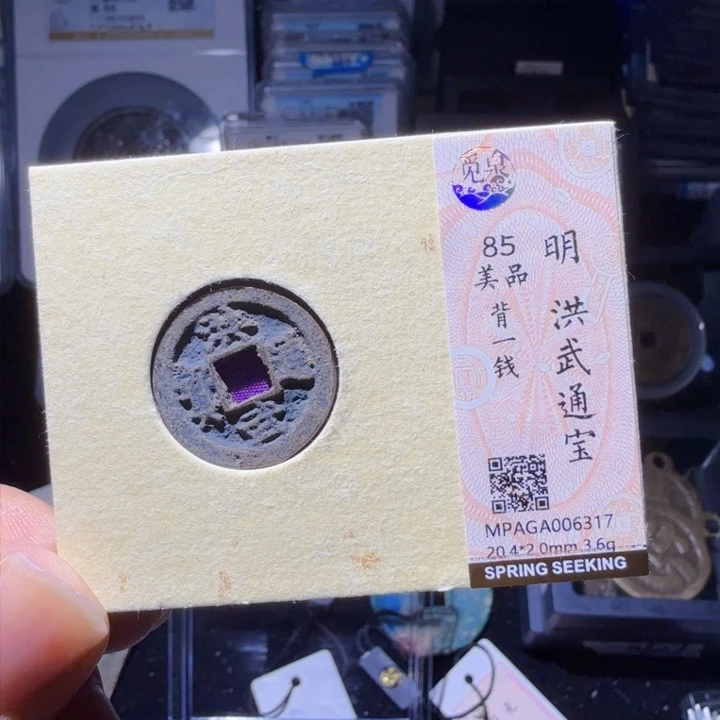 觅泉
85
美品
背一钱
明 洪武通宝
MPAGA006317
20.4*2.0mm 3.6g
SPRING SEEKING